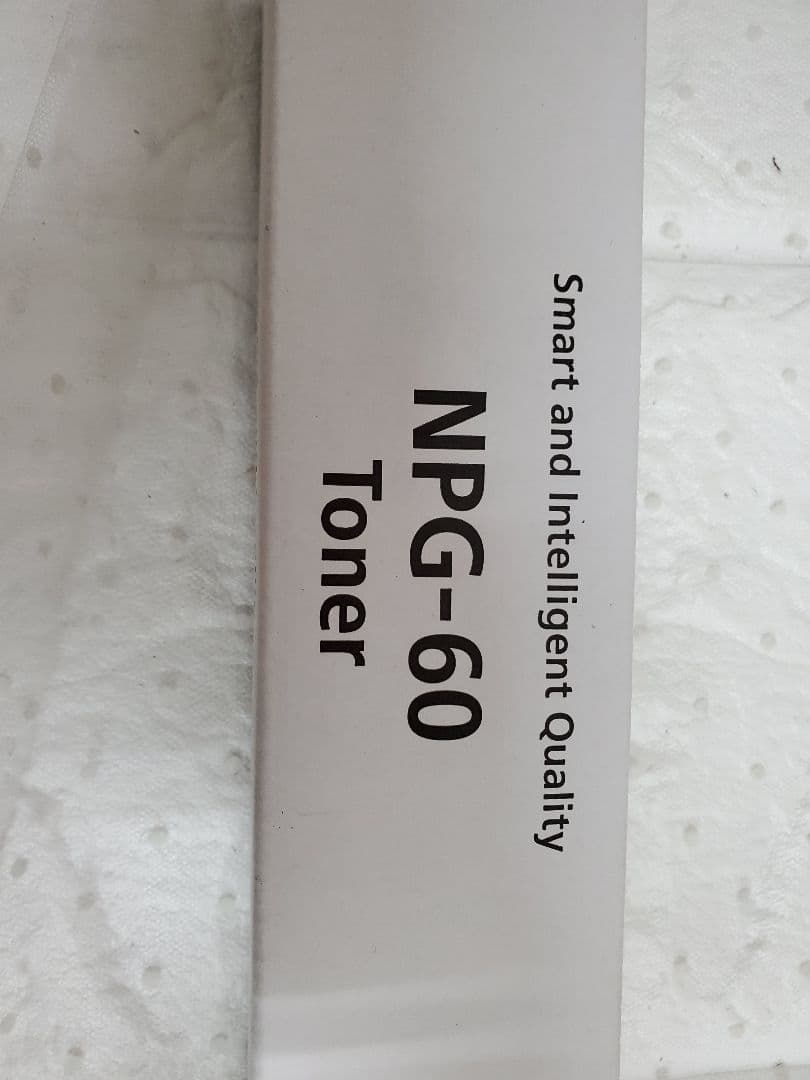 Smart and Intelligent Quality
NPG-60
Toner